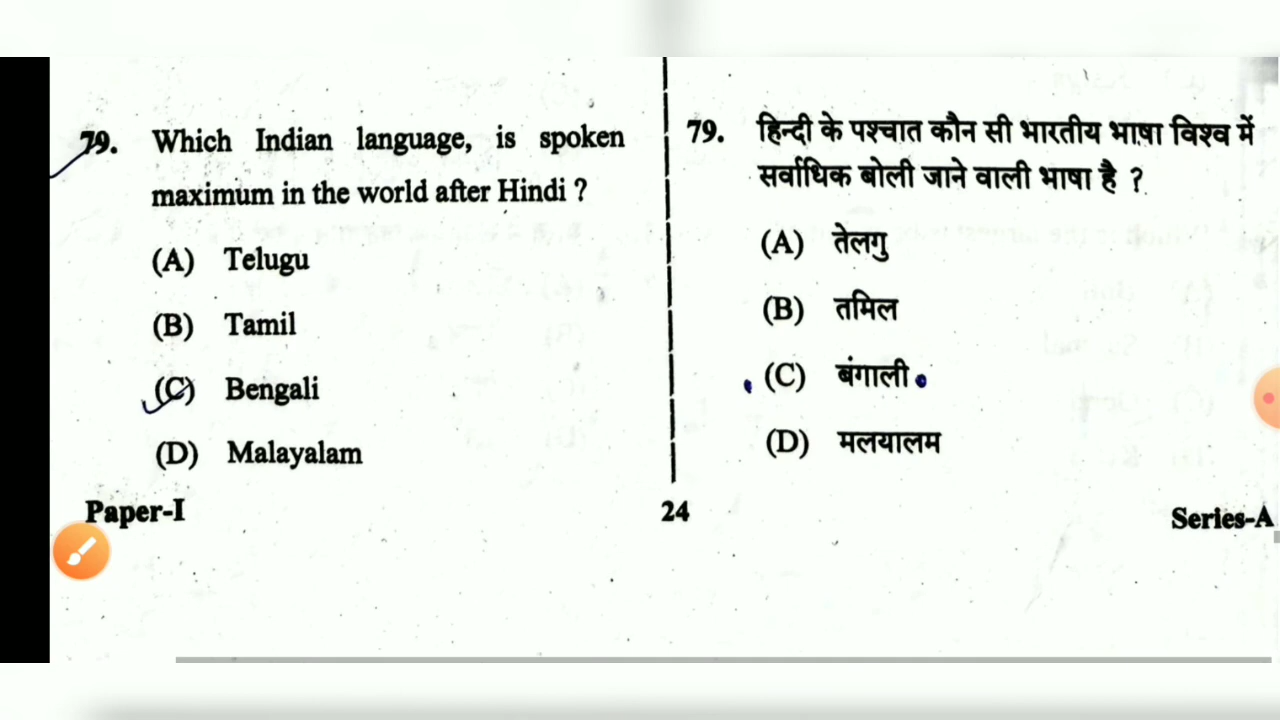 79. Which Indian language, is spoken
maximum in the world after Hindi ?
(A) Telugu
(B) Tamil
(C) Bengali
(D) Malayalam
79. हिन्दी के पश्चात कौन सी भारतीय भाषा विश्व में
सर्वाधिक बोली जाने वाली भाषा है ?
(A) तेलगु
(B) तमिल
(C) बंगाली
(D) मलयालम
Paper-I 24 Series-A